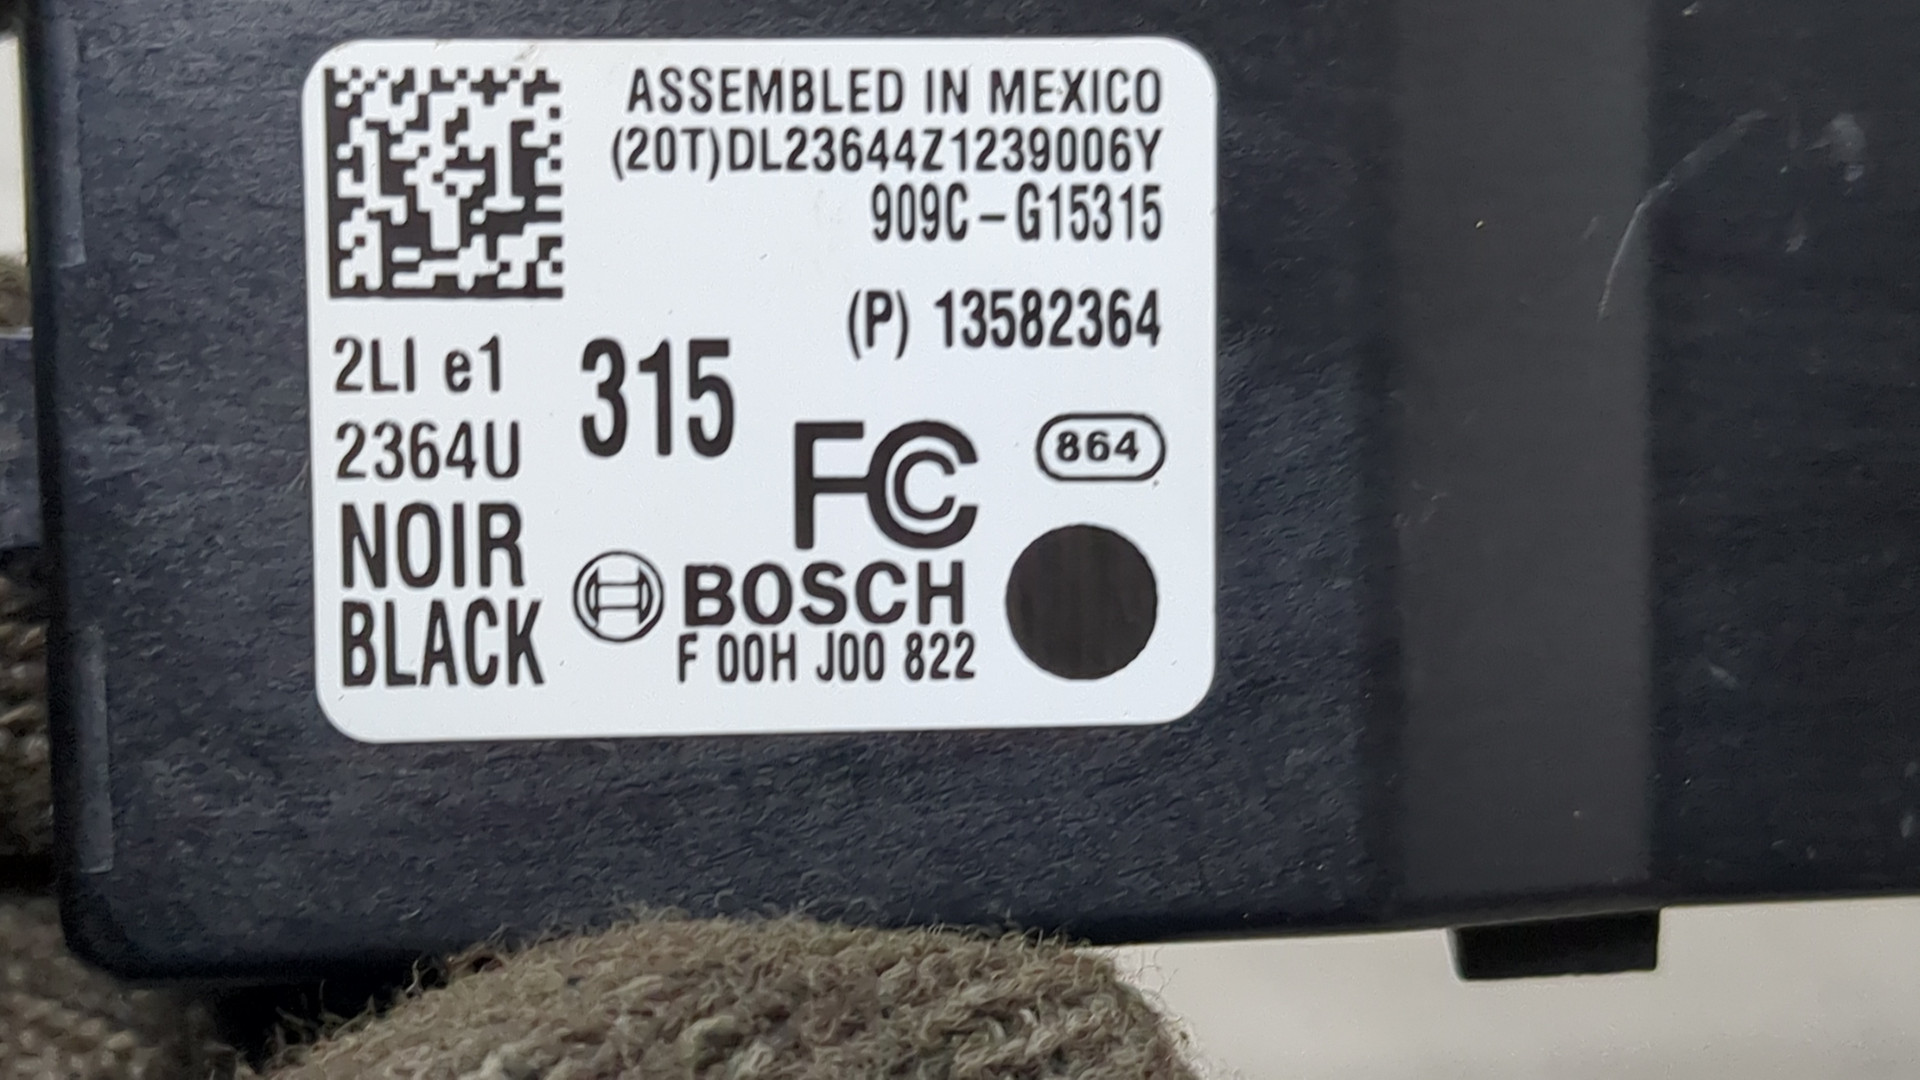 ASSEMBLED IN MEXICO
(20T)DL23644Z1239006Y
909C-G15315
(P) 13582364
2LI e1
315
2364U
FC
864
NOIR
BLACK
BOSCH
F 00H J00 822